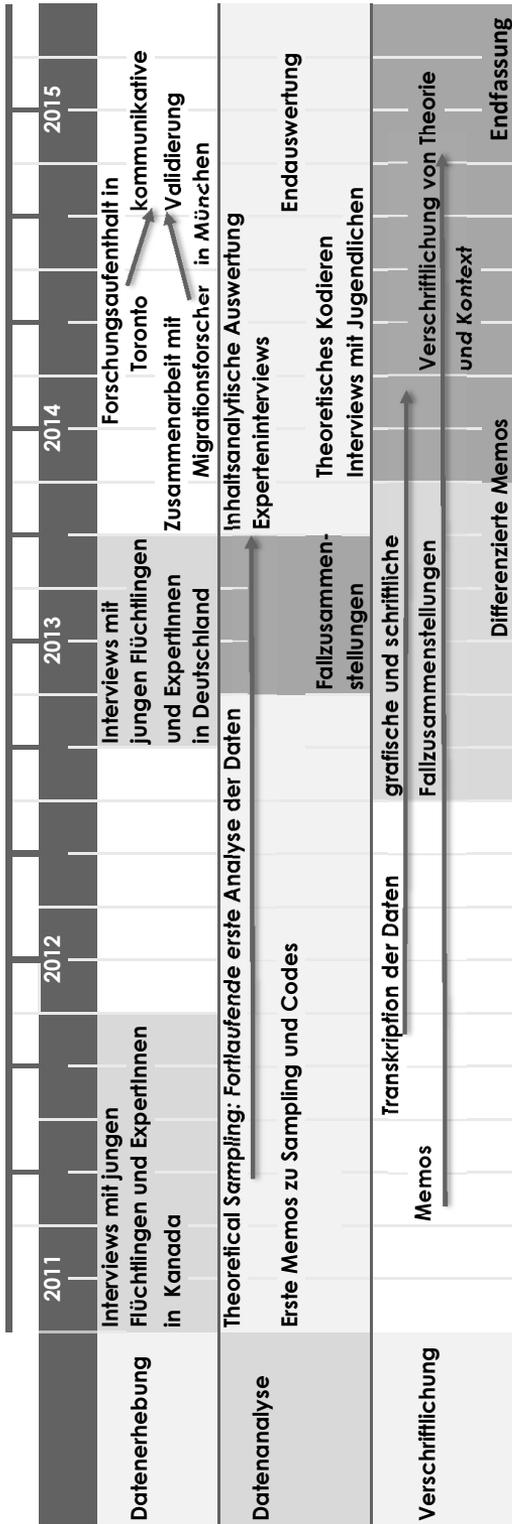 2011
2012
2013
2014
2015
Datenerhebung
Interviews mit jungen
Flüchtlingen und ExpertInnen
in Kanada
Interviews mit
jungen Flüchtlingen
und ExpertInnen
in Deutschland
Forschungsaufenthalt in
Toronto
kommunikative
Validierung
Zusammenarbeit mit
Migrationsforscher in München
Datenanalyse
Theoretical Sampling: Fortlaufende erste Analyse der Daten
Erste Memos zu Sampling und Codes
Fallzusammen-
stellungen
Inhaltsanalytische Auswertung
Experteninterviews
Theoretisches Kodieren
Interviews mit Jugendlichen
Endauswertung
Verschriftlichung
Memos
Transkription der Daten
grafische und schriftliche
Fallzusammenstellungen
Differenzierte Memos
Verschriftlichung von Theorie
und Kontext
Endfassung